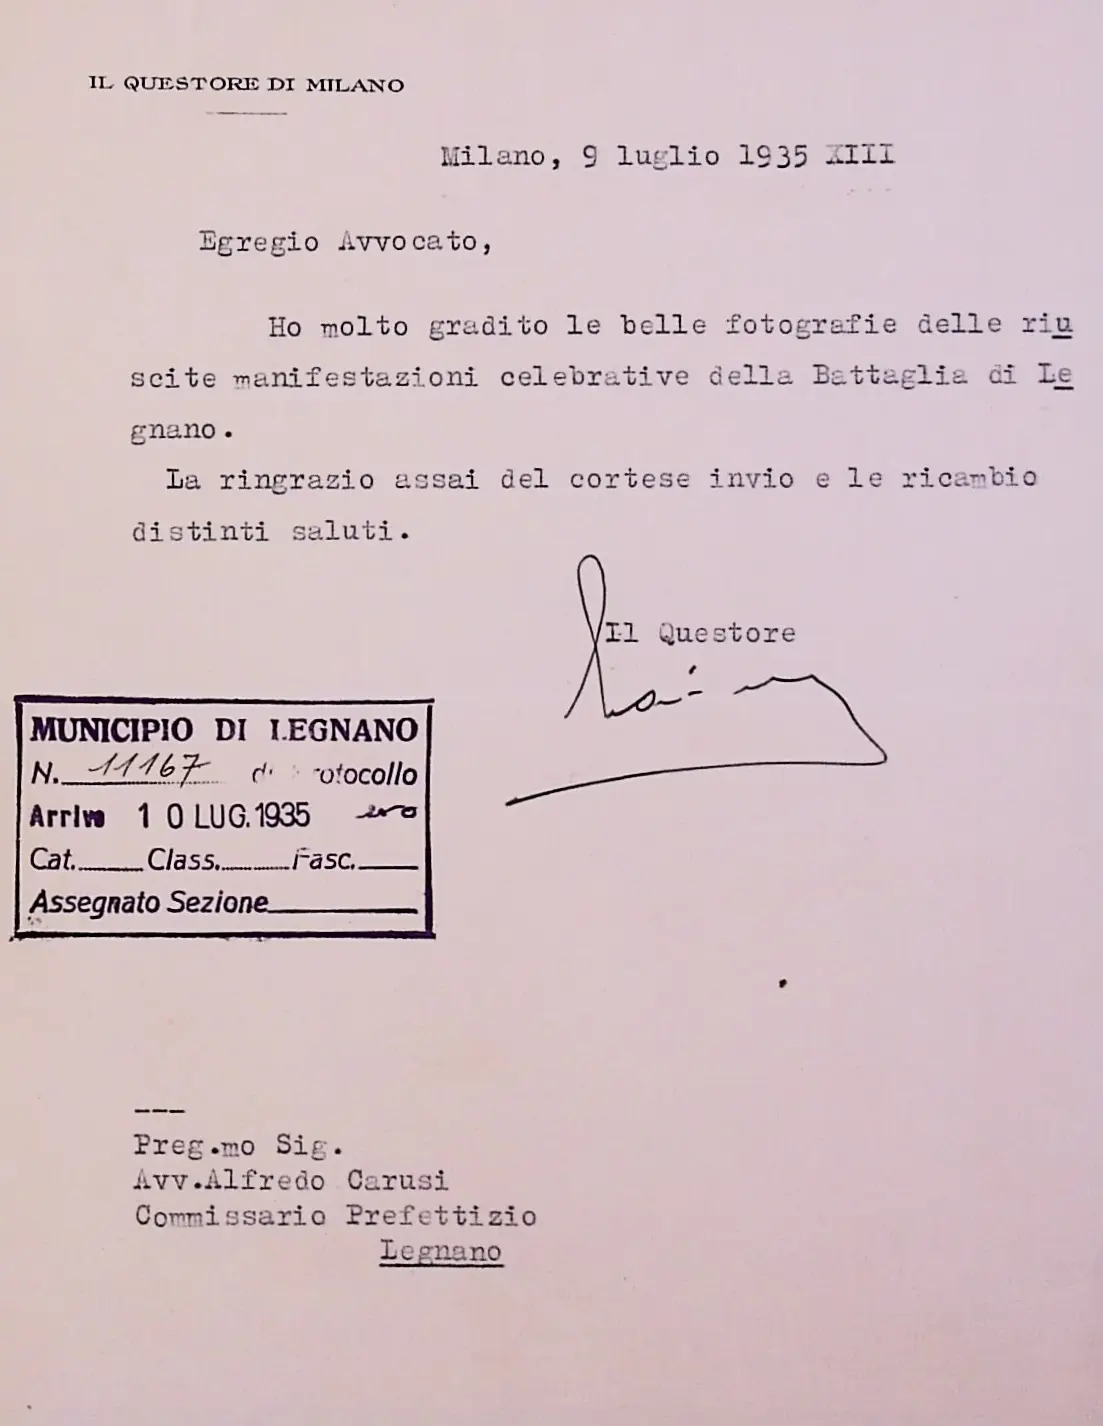 IL QUESTORE DI MILANO
Milano, 9 luglio 1935 XIII
Egregio Avvocato,
Ho molto gradito le belle fotografie delle riu
scite manifestazioni celebrative della Battaglia di Le
gnano.
La ringrazio assai del cortese invio e le ricambio
distinti saluti.
Il Questore
MUNICIPIO DI LEGNANO
N. 11167 di protocollo
Arrivo 10 LUG. 1935
Cat. Class. Fasc.
Assegnato Sezione
---
Preg.mo Sig.
Avv.Alfredo Carusi
Commissario Prefettizio
Legnano